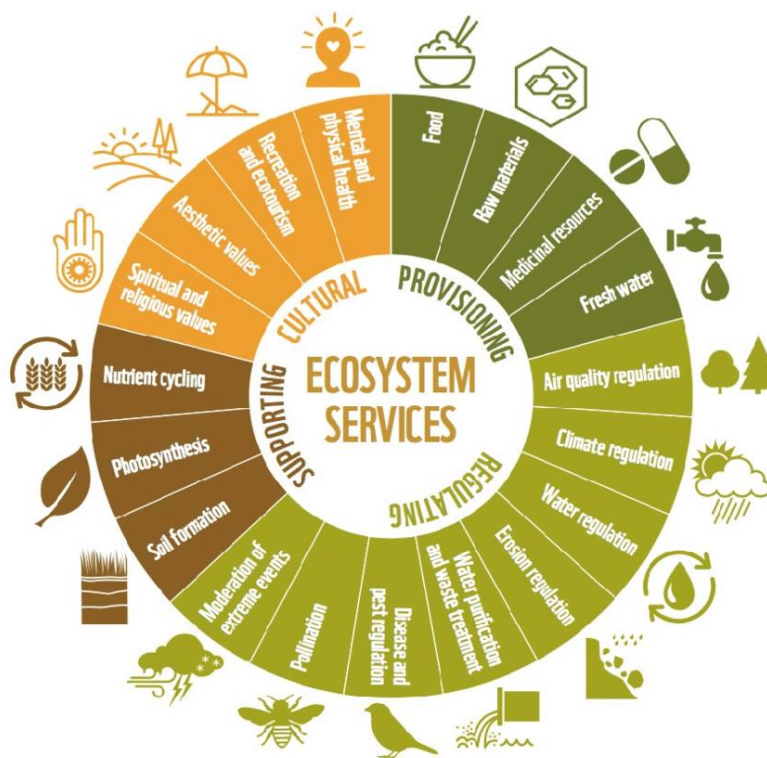 ECOSYSTEM
SERVICES
PROVISIONING
Food
Raw materials
Medicinal resources
Fresh water
REGULATING
Air quality regulation
Climate regulation
Water regulation
Erosion regulation
Water purification
and waste treatment
Disease and
pest regulation
Pollination
Moderation of
extreme events
SUPPORTING
Soil formation
Photosynthesis
Nutrient cycling
CULTURAL
Spiritual and
religious values
Aesthetic values
Recreation
and ecotourism
Mental and
physical health